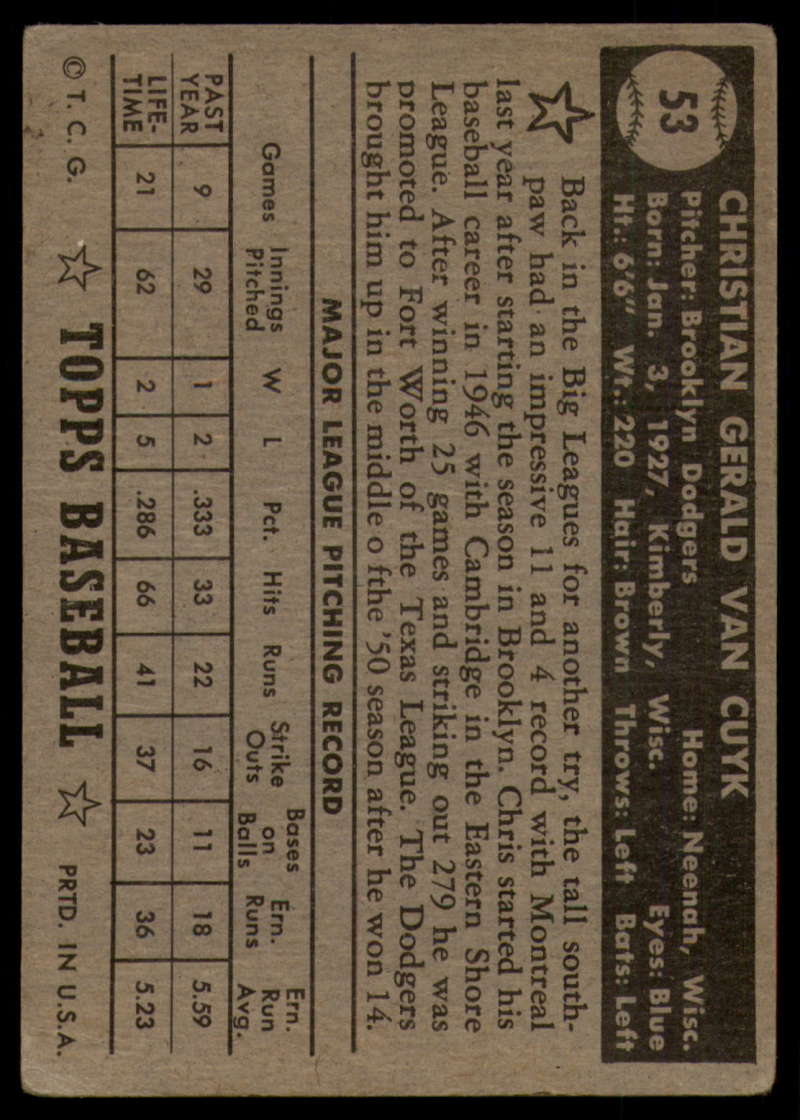 53
CHRISTIAN GERALD VAN CUYK
Pitcher: Brooklyn Dodgers Home: Neenah, Wisc.
Born: Jan. 3, 1927, Kimberly, Wisc. Eyes: Blue
Ht.: 6'6" Wt.: 220 Hair: Brown Throws: Left Bats: Left
Back in the Big Leagues for another try, the tall south-
paw had an impressive 11 and 4 record with Montreal
last year after starting the season in Brooklyn. Chris started his
baseball career in 1946 with Cambridge in the Eastern Shore
League. After winning 25 games and striking out 279 he was
promoted to Fort Worth of the Texas League. The Dodgers
brought him up in the middle o fthe '50 season after he won 14.
MAJOR LEAGUE PITCHING RECORD
Games Innings Pitched W L Pct. Hits Runs Strike Outs Bases on Balls Ern. Runs Ern. Run Avg.
PAST YEAR 9 29 1 2 .333 33 22 16 11 18 5.59
LIFE-TIME 21 62 2 5 .286 66 41 37 23 36 5.23
© T. C. G. TOPPS BASEBALL PRTD. IN U.S.A.